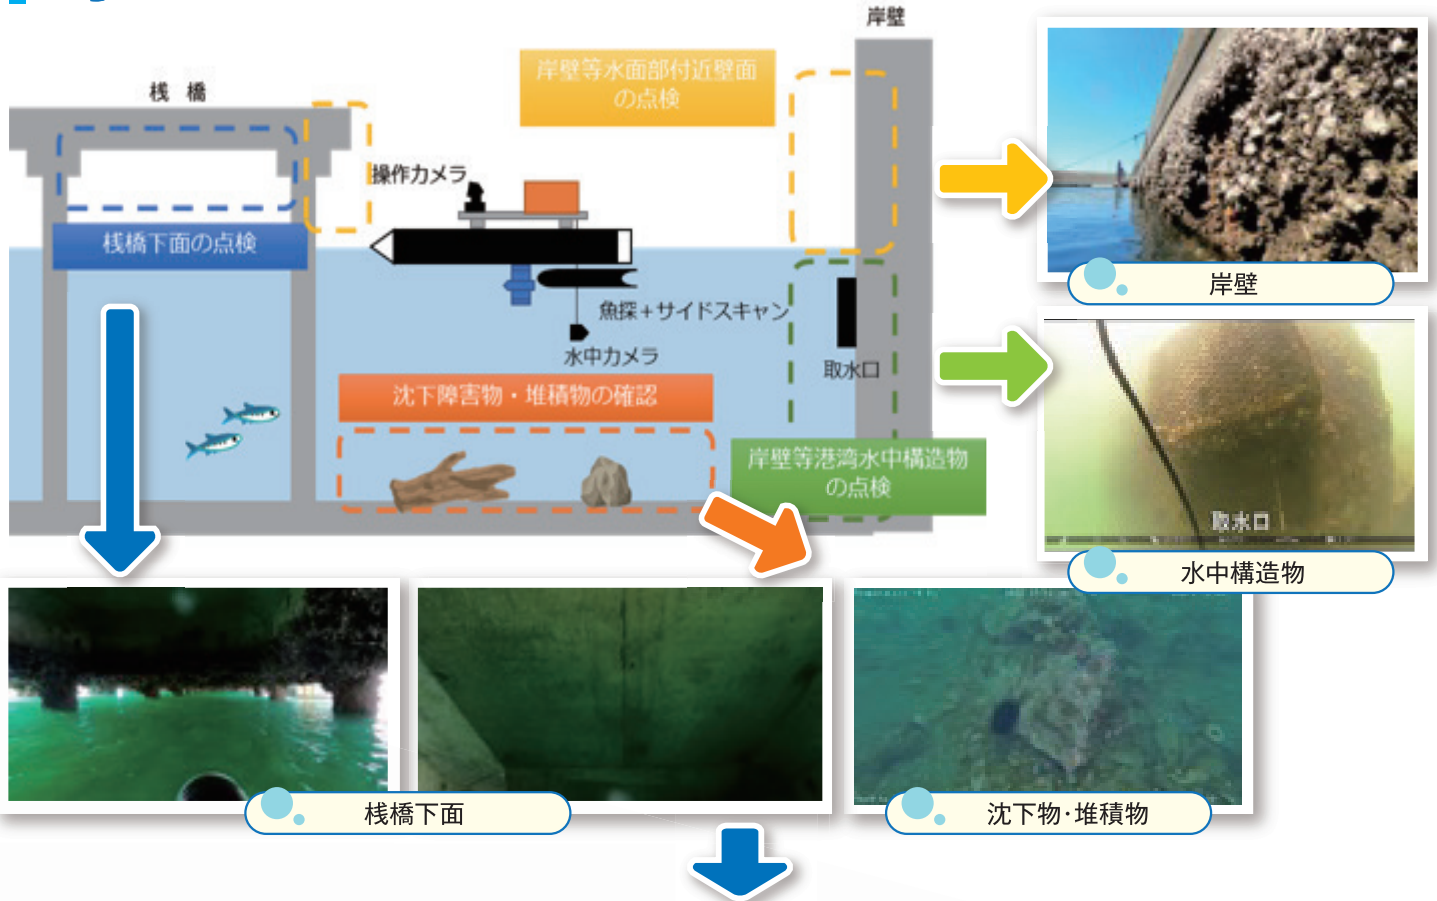 岸壁
岸壁等水面部付近壁面
の点検
桟 橋
操作カメラ
桟橋下面の点検
魚探+サイドスキャン
水中カメラ
取水口
沈下障害物・堆積物の確認
岸壁等港湾水中構造物
の点検
岸壁
取水口
水中構造物
桟橋下面
沈下物・堆積物